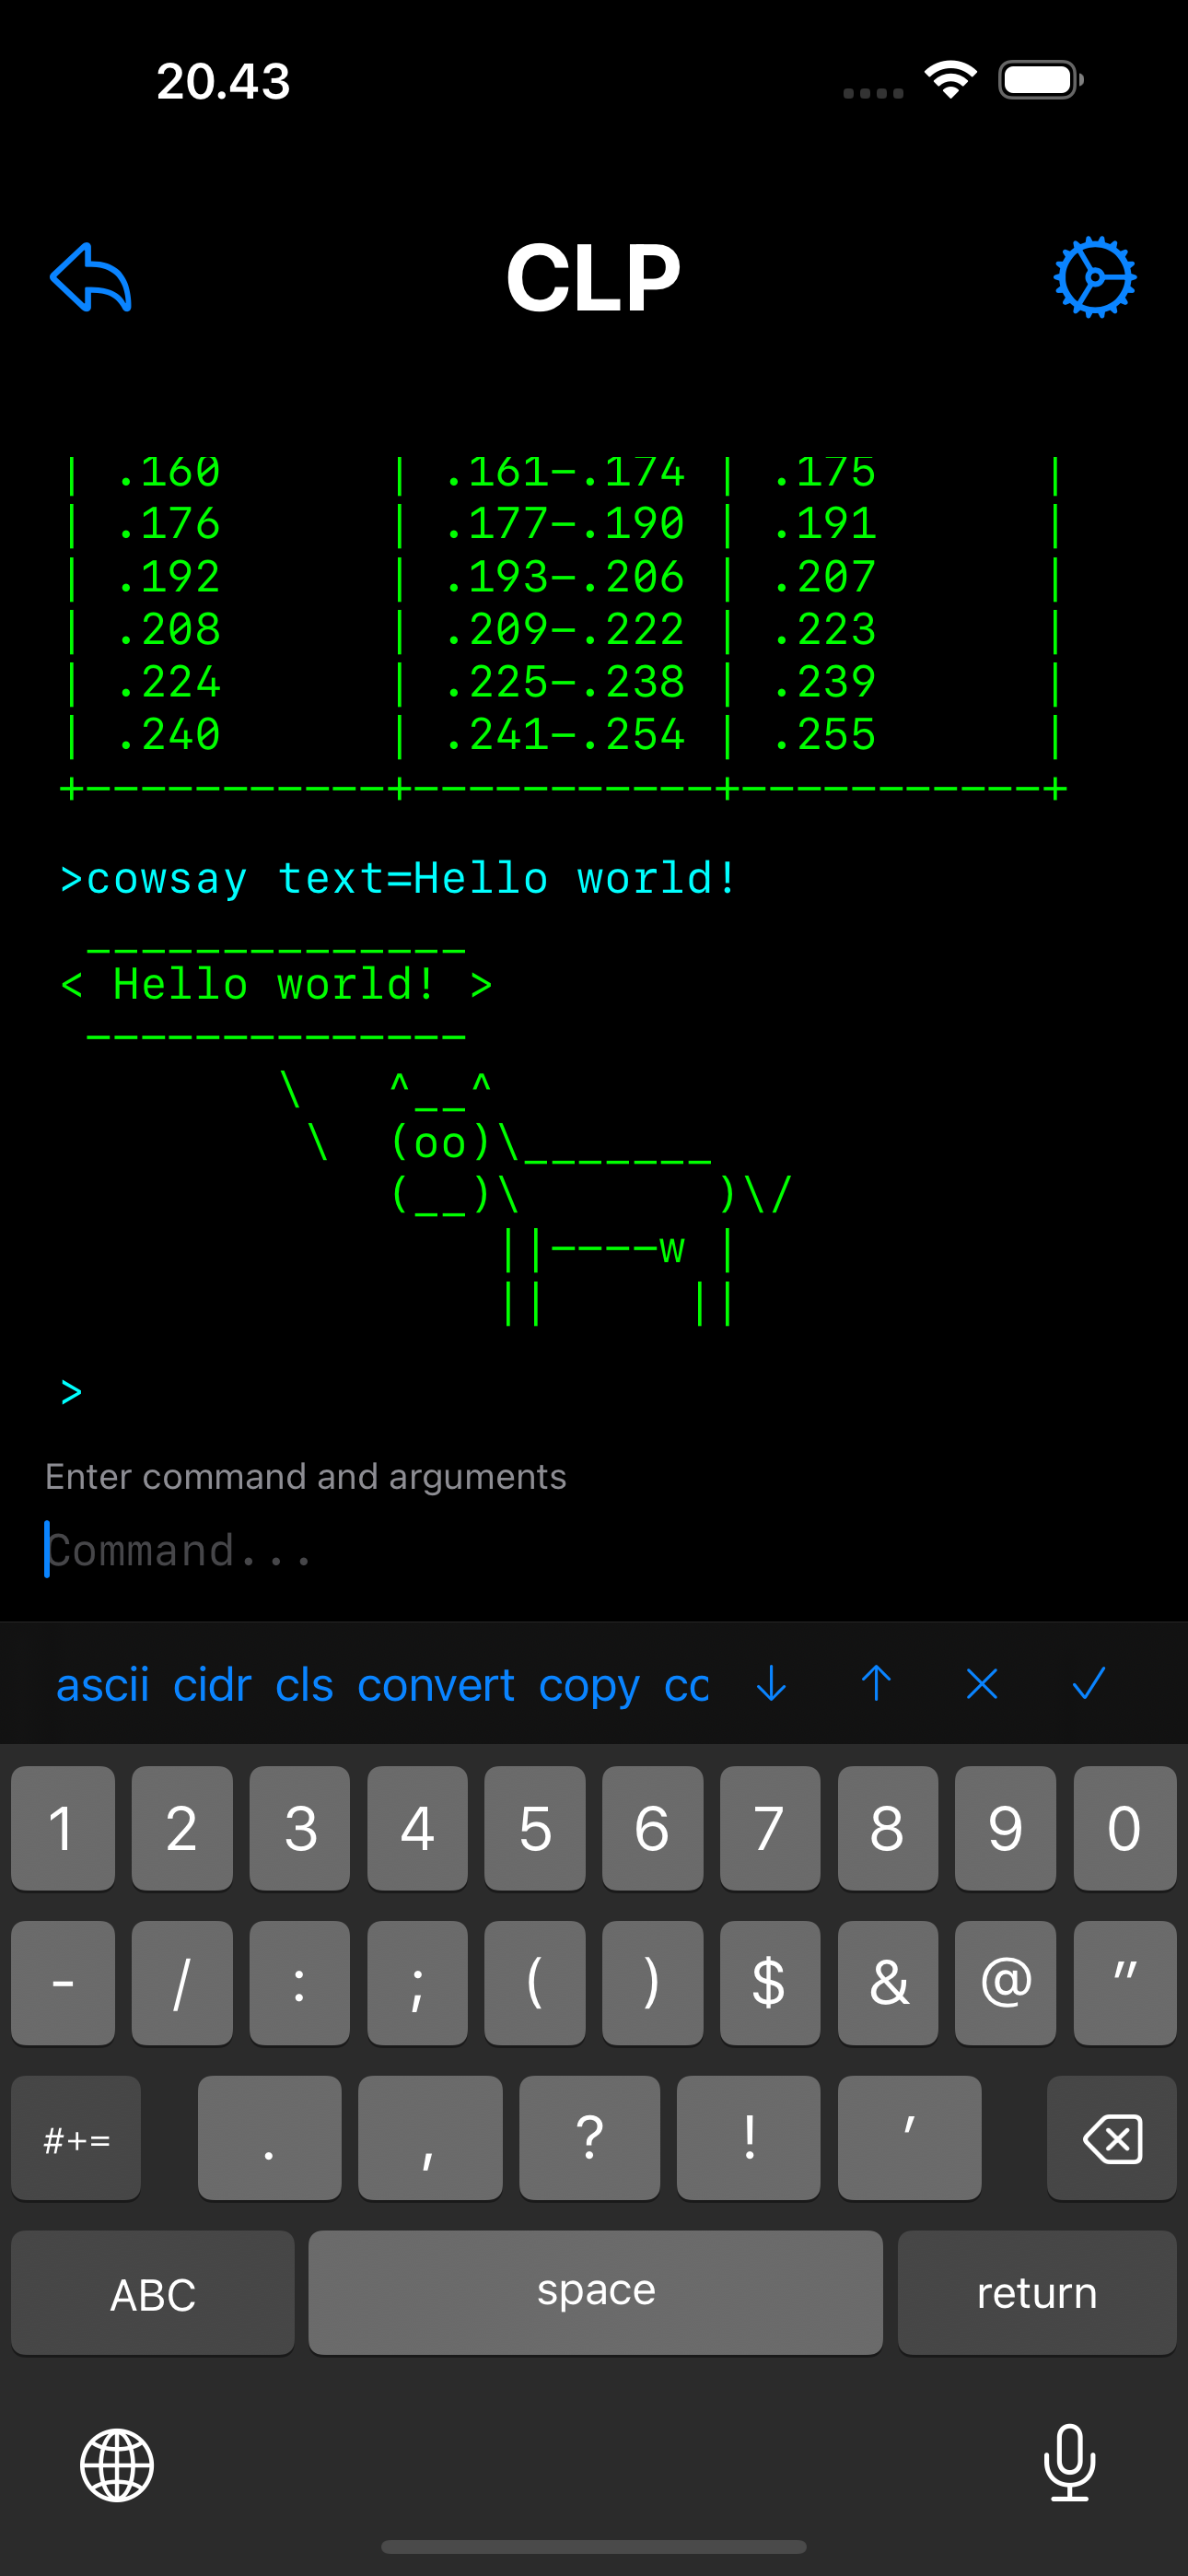 20.43
CLP
| .160       | .161-.174 | .175      |
| .176       | .177-.190 | .191      |
| .192       | .193-.206 | .207      |
| .208       | .209-.222 | .223      |
| .224       | .225-.238 | .239      |
| .240       | .241-.254 | .255      |
+-----------+-----------+-----------+
>cowsay text=Hello world!
 ______________
< Hello world! >
 --------------
        \   ^__^
         \  (oo)\_______
            (__)\       )\/
                ||----w |
                ||     ||
>
Enter command and arguments
Command...
ascii cidr cls convert copy co
1 2 3 4 5 6 7 8 9 0
- / : ; ( ) $ & @ "
#+= . , ? ! '
ABC space return